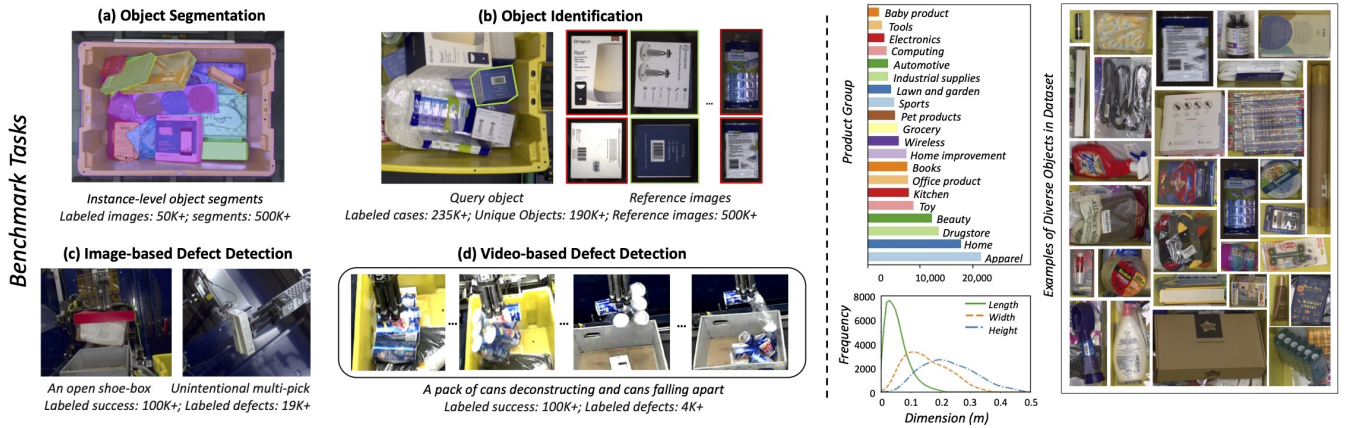 Benchmark Tasks
(a) Object Segmentation
Instance-level object segments
Labeled images: 50K+; segments: 500K+
(b) Object Identification
Hatch
Rest
...
Query object
Reference images
Labeled cases: 235K+; Unique Objects: 190K+; Reference images: 500K+
(c) Image-based Defect Detection
An open shoe-box
Unintentional multi-pick
Labeled success: 100K+; Labeled defects: 19K+
(d) Video-based Defect Detection
... ... ...
A pack of cans deconstructing and cans falling apart
Labeled success: 100K+; Labeled defects: 4K+
Product Group
Baby product
Tools
Electronics
Computing
Automotive
Industrial supplies
Lawn and garden
Sports
Pet products
Grocery
Wireless
Home improvement
Books
Office product
Kitchen
Toy
Beauty
Drugstore
Home
Apparel
0 10,000 20,000
Frequency
8000
6000
4000
2000
0
Length
Width
Height
0 0.1 0.2 0.3 0.4 0.5
Dimension (m)
Examples of Diverse Objects in Dataset